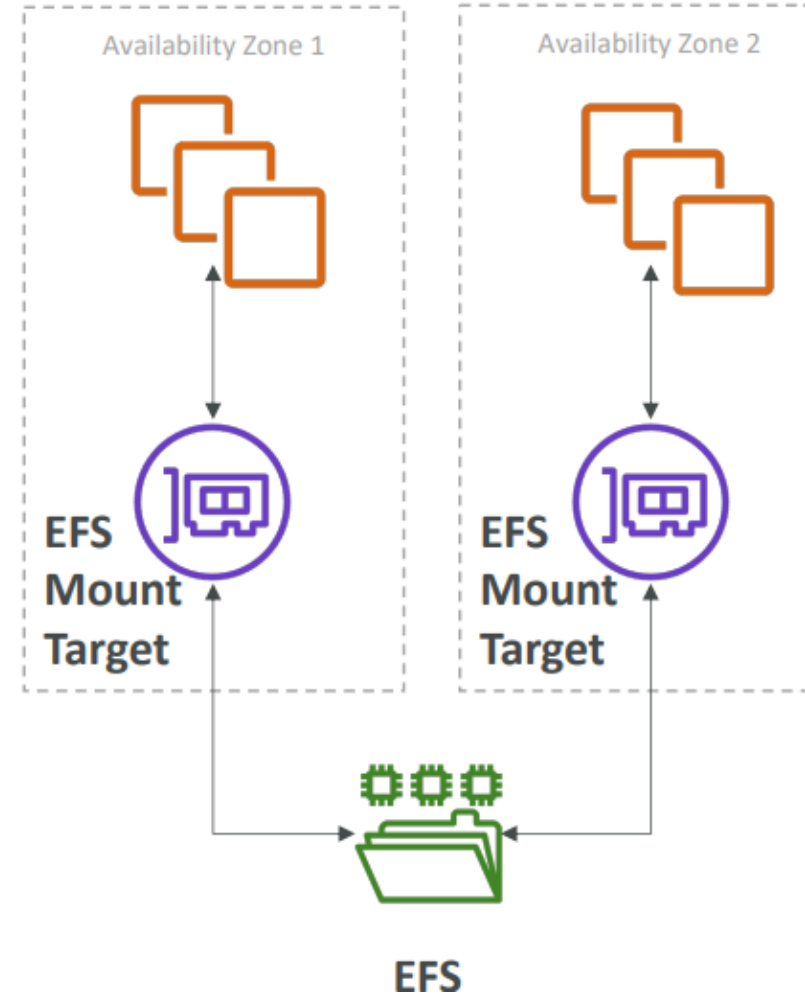 Availability Zone 1
Availability Zone 2
EFS
Mount
Target
EFS
Mount
Target
EFS